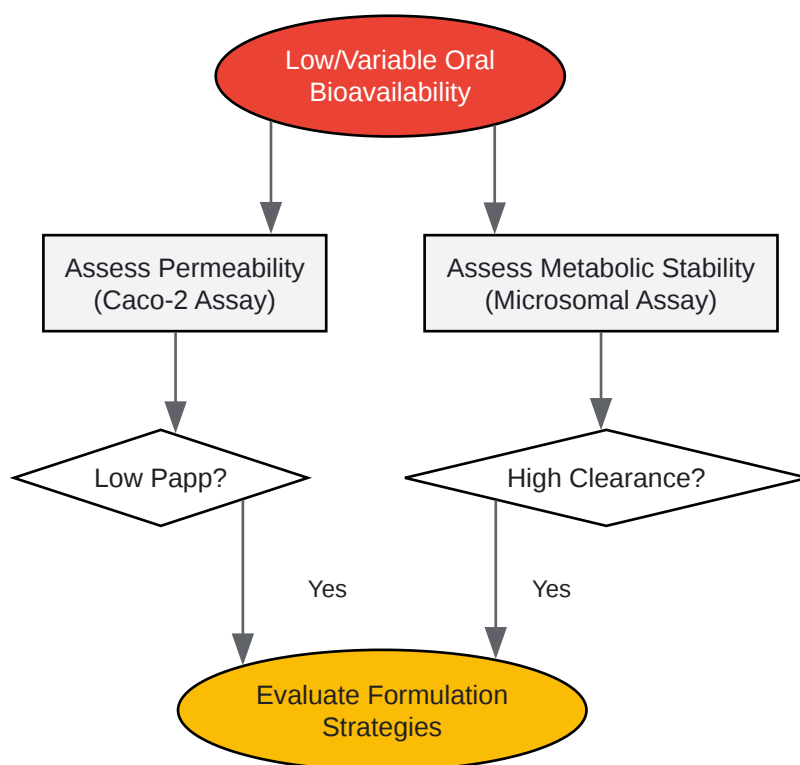 Low/Variable Oral
Bioavailability
Assess Permeability
(Caco-2 Assay)
Assess Metabolic Stability
(Microsomal Assay)
Low Papp?
High Clearance?
Yes
Yes
Evaluate Formulation
Strategies